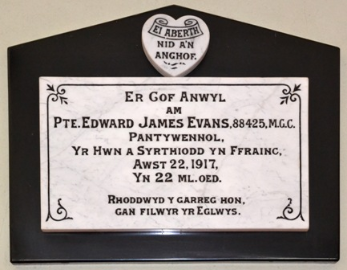 EI ABERTH
NID A'N
ANGHOF.
ER GOF ANWYL
AM
PTE. EDWARD JAMES EVANS, 88425, M.G.C.
PANTYWENHOL,
YR HWN A SYRTHIODD YN FFRAINC,
AWST 22, 1917,
YN 22 ML. OED.
RHODDWYD Y GARREG HON,
GAN FILWYR YR EGLWYS.